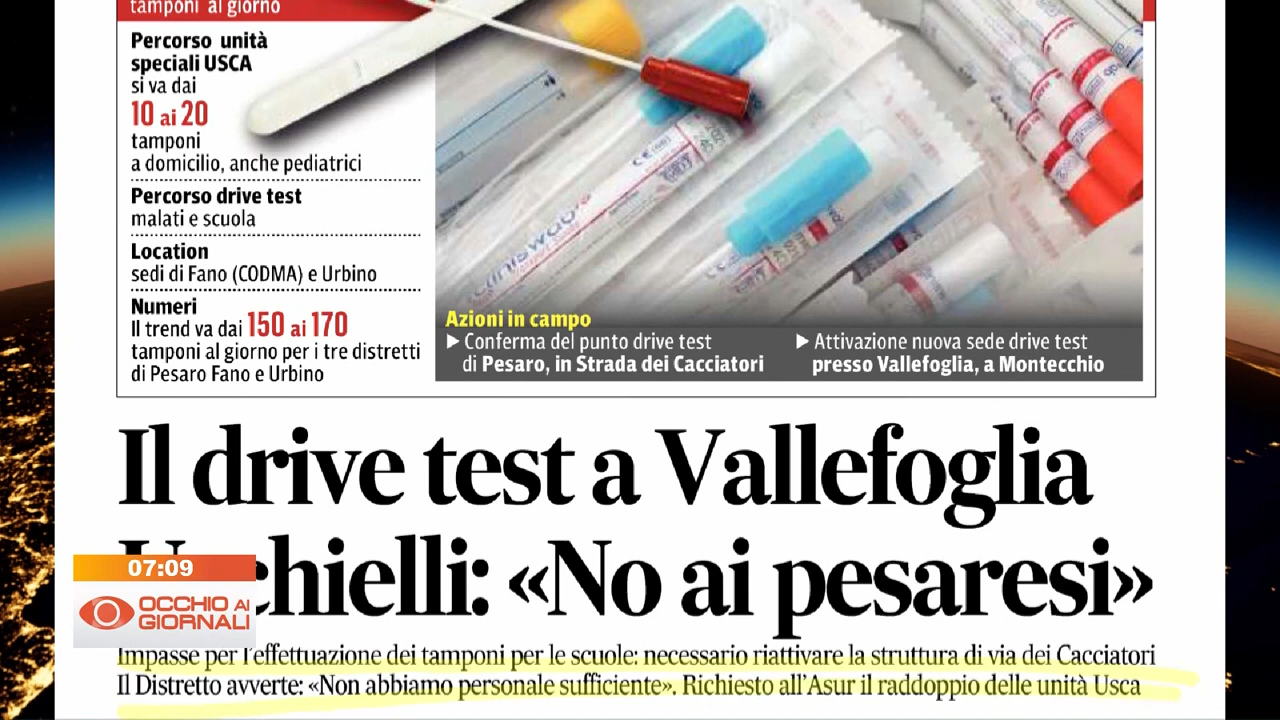 tamponi al giorno
Percorso unità
speciali USCA
si va dai
10 ai 20
tamponi
a domicilio, anche pediatrici
Percorso drive test
malati e scuola
Location
sedi di Fano (CODMA) e Urbino
Numeri
Il trend va dai 150 ai 170
tamponi al giorno per i tre distretti
di Pesaro Fano e Urbino
Azioni in campo
▶ Conferma del punto drive test
di Pesaro, in Strada dei Cacciatori
▶ Attivazione nuova sede drive test
presso Vallefoglia, a Montecchio
Il drive test a Vallefoglia
chielli: «No ai pesaresi»
Impasse per l'effettuazione dei tamponi per le scuole: necessario riattivare la struttura di via dei Cacciatori
Il Distretto avverte: «Non abbiamo personale sufficiente». Richiesto all'Asur il raddoppio delle unità Usca
07:09
OCCHIO AI
GIORNALI